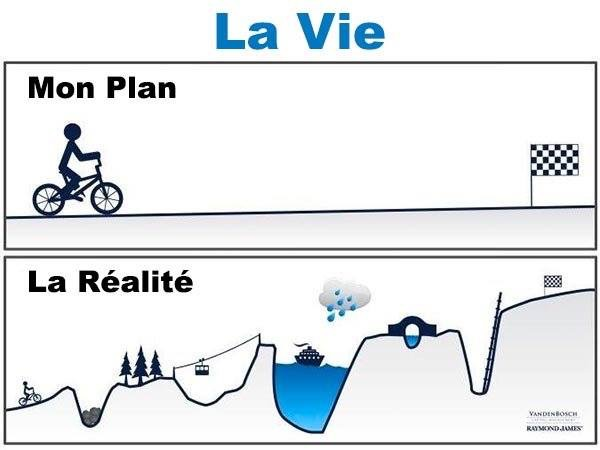 La Vie
Mon Plan
La Réalité
VANDENBOSCH
RAYMOND JAMES®